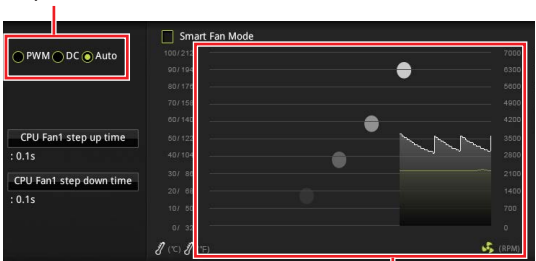 Smart Fan Mode
PWM DC Auto
100/212 7000
90/194 6300
80/176 5600
70/158 4900
60/140 4200
CPU Fan1 step up time
50/122 3500
: 0.1s
40/104 2800
30/ 86 2100
CPU Fan1 step down time
20/ 68 1400
: 0.1s
10/ 50 700
0/ 32 0
(°C) (°F) (RPM)